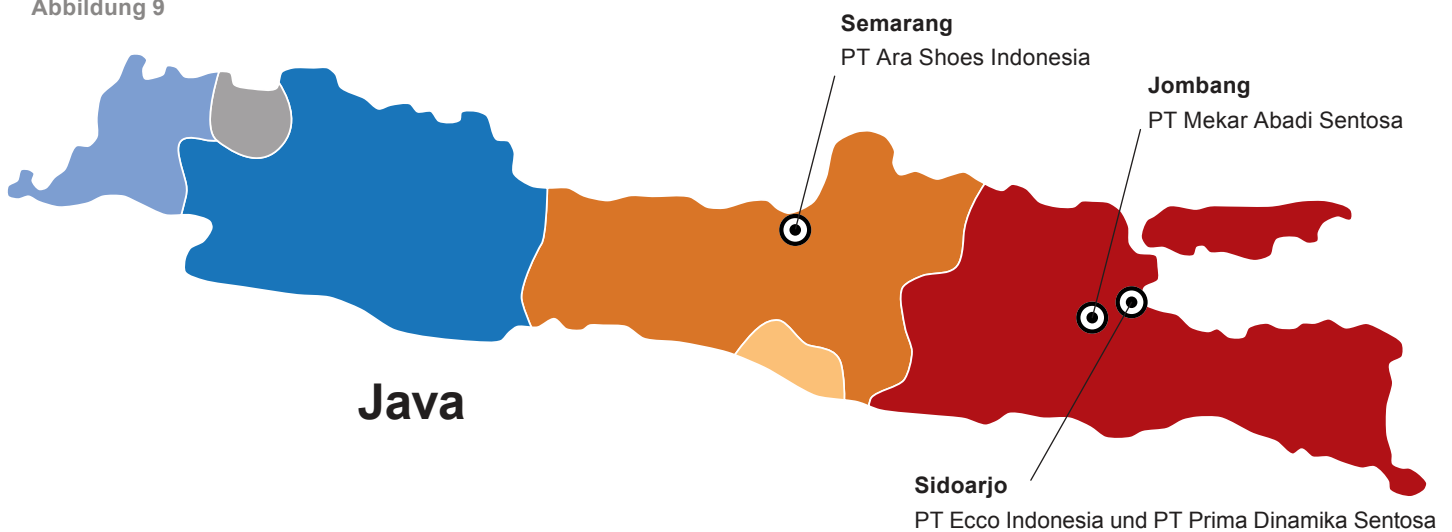 Abbildung 9
Semarang
PT Ara Shoes Indonesia
Jombang
PT Mekar Abadi Sentosa
Java
Sidoarjo
PT Ecco Indonesia und PT Prima Dinamika Sentosa